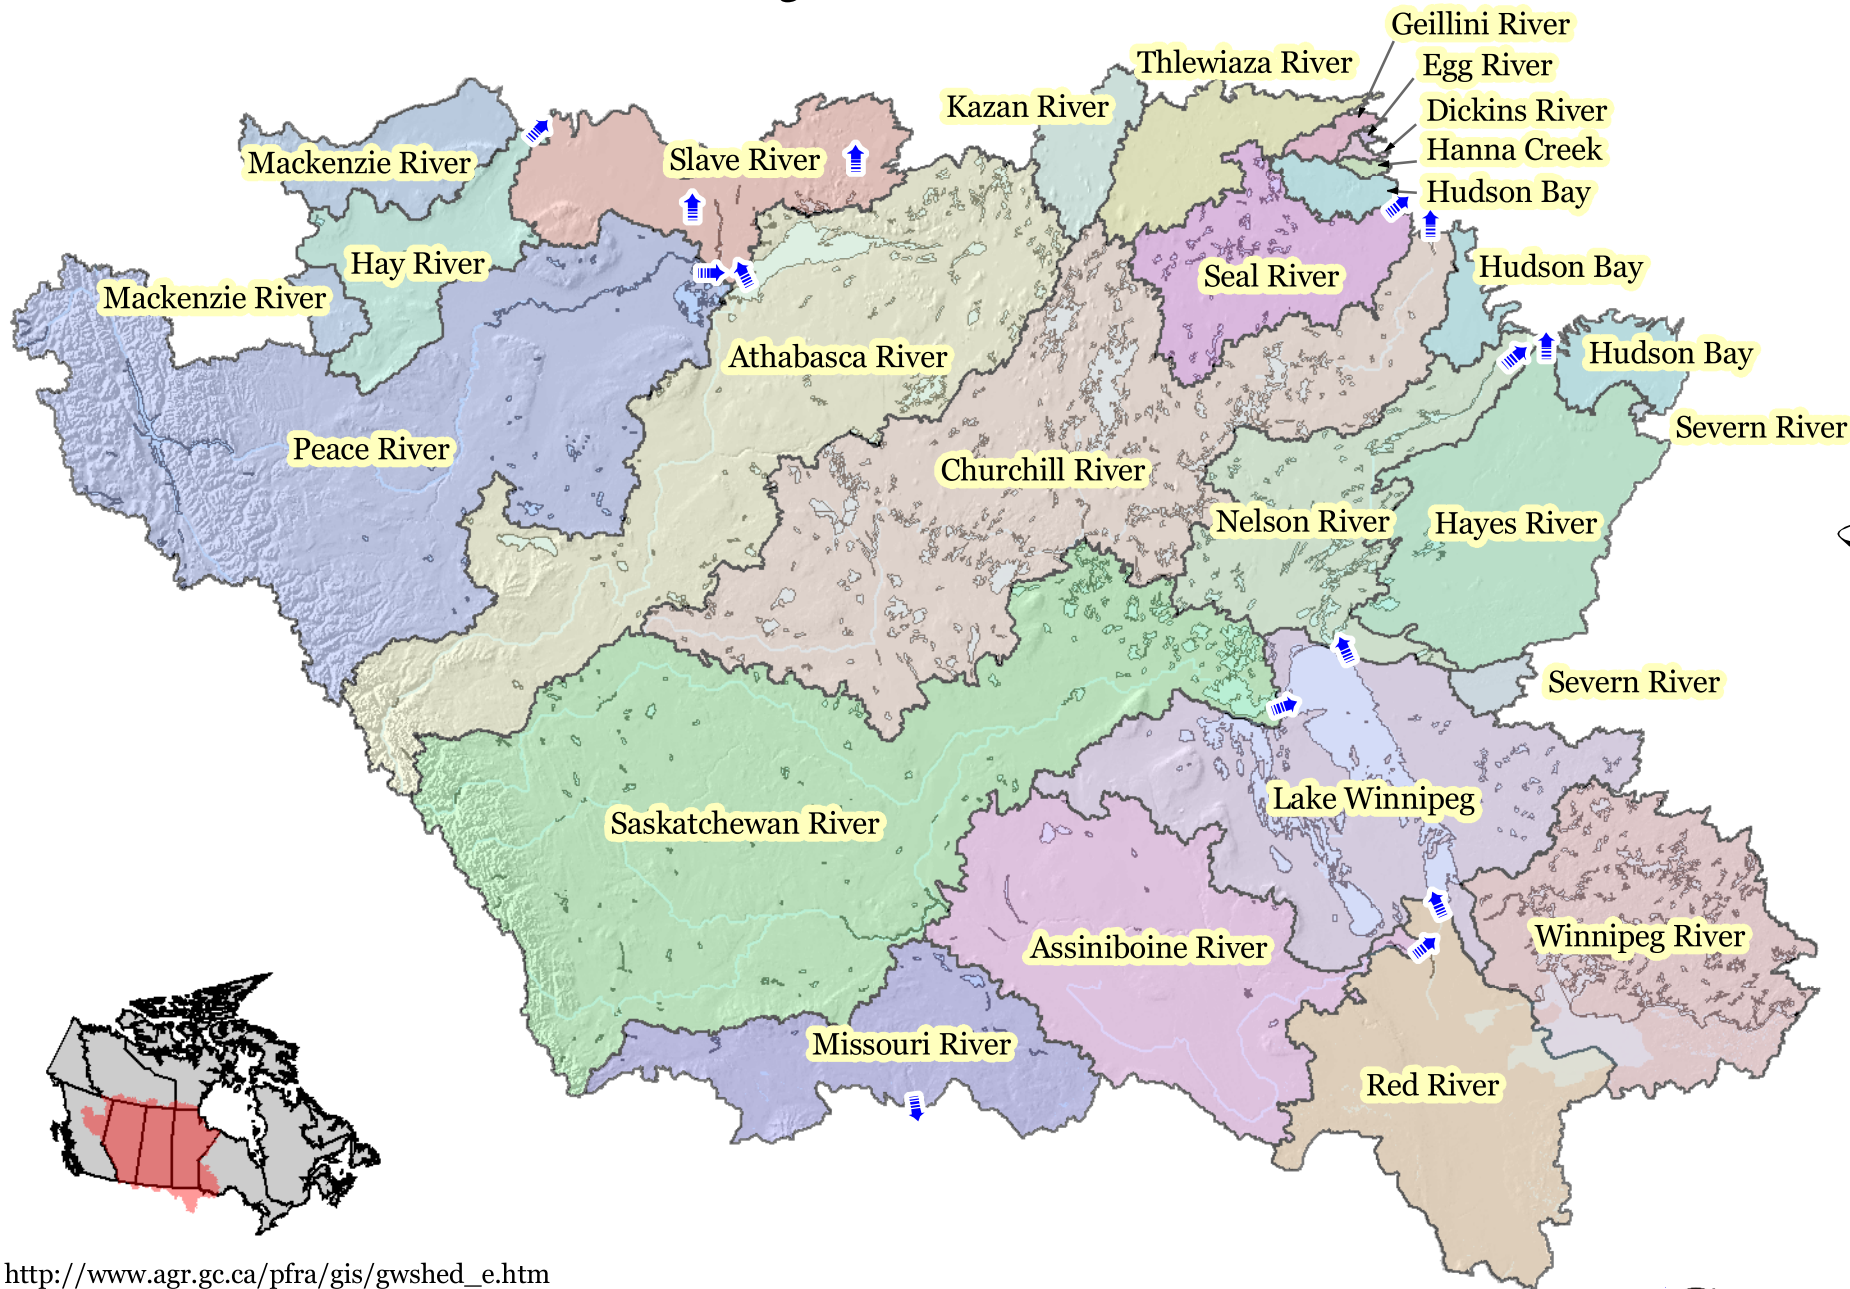 Geillini River
Thlewiaza River
Egg River
Kazan River
Dickins River
Hanna Creek
Mackenzie River
Slave River
Hudson Bay
Hay River
Seal River
Hudson Bay
Mackenzie River
Athabasca River
Hudson Bay
Severn River
Peace River
Churchill River
Nelson River
Hayes River
Severn River
Lake Winnipeg
Saskatchewan River
Assiniboine River
Winnipeg River
Missouri River
Red River
http://www.agr.gc.ca/pfra/gis/gwshed_e.htm